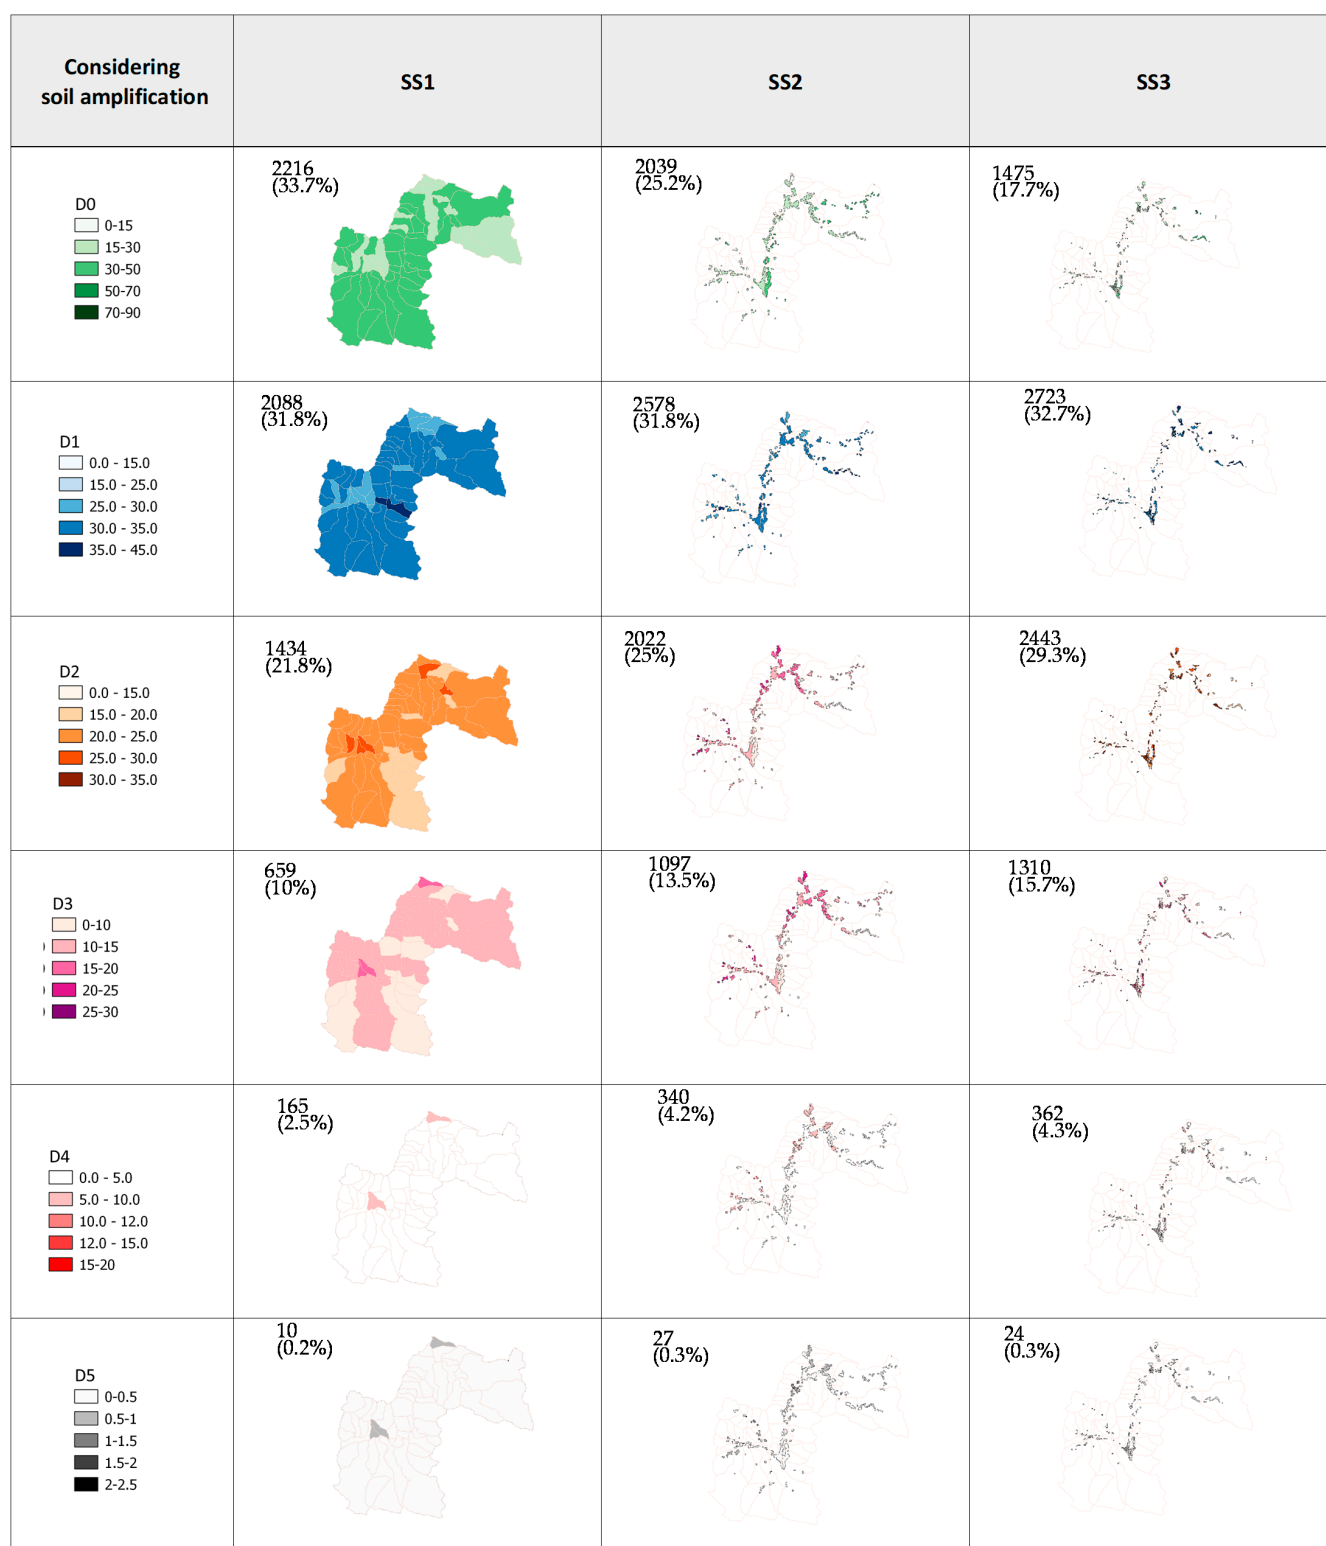 Considering
soil amplification
SS1
SS2
SS3
D0
0-15
15-30
30-50
50-70
70-90
2216
(33.7%)
2039
(25.2%)
1475
(17.7%)
D1
0.0 - 15.0
15.0 - 25.0
25.0 - 30.0
30.0 - 35.0
35.0 - 45.0
2088
(31.8%)
2578
(31.8%)
2723
(32.7%)
D2
0.0 - 15.0
15.0 - 20.0
20.0 - 25.0
25.0 - 30.0
30.0 - 35.0
1434
(21.8%)
2022
(25%)
2443
(29.3%)
D3
0-10
10-15
15-20
20-25
25-30
659
(10%)
1097
(13.5%)
1310
(15.7%)
D4
0.0 - 5.0
5.0 - 10.0
10.0 - 12.0
12.0 - 15.0
15-20
165
(2.5%)
340
(4.2%)
362
(4.3%)
D5
0-0.5
0.5-1
1-1.5
1.5-2
2-2.5
10
(0.2%)
27
(0.3%)
24
(0.3%)